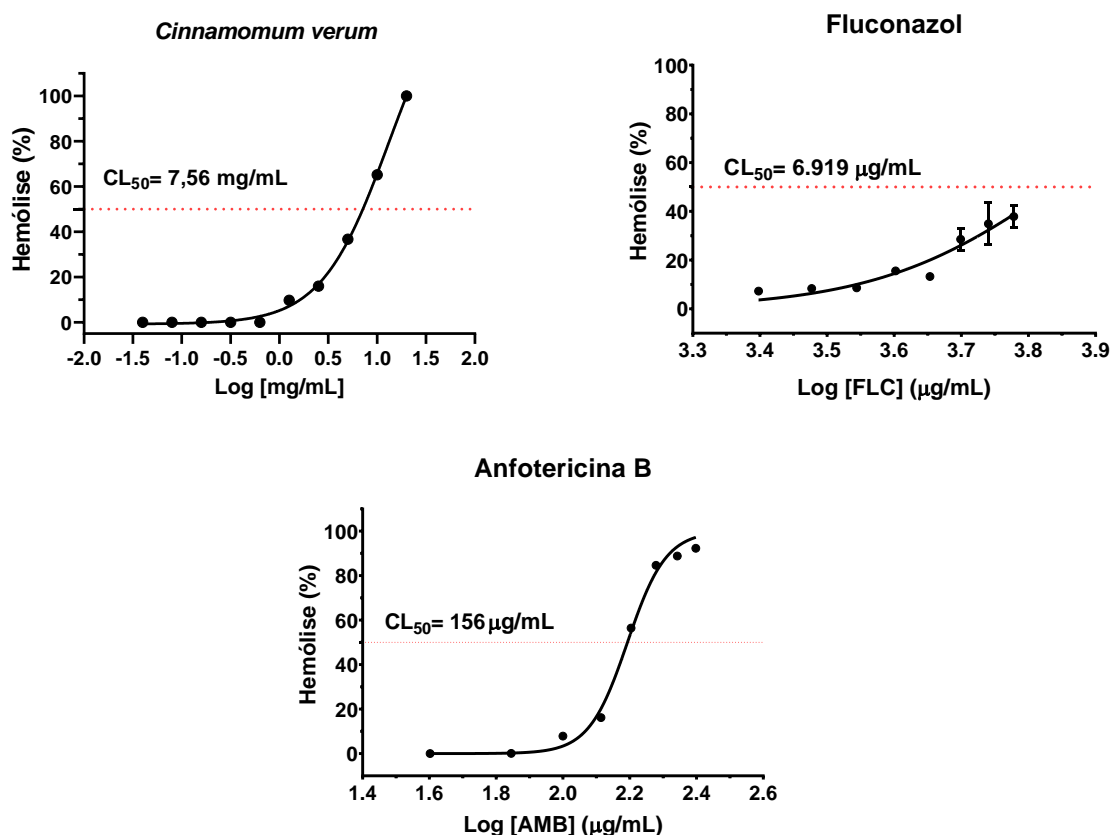 Cinnamomum verum
Hemólise (%)
100
80
60
40
20
0
CL50= 7,56 mg/mL
-2.0 -1.5 -1.0 -0.5 0.0 0.5 1.0 1.5 2.0
Log [mg/mL]
Fluconazol
Hemólise (%)
100
80
60
40
20
0
CL50= 6.919 µg/mL
3.3 3.4 3.5 3.6 3.7 3.8 3.9
Log [FLC] (µg/mL)
Anfotericina B
Hemólise (%)
100
80
60
40
20
0
CL50= 156 µg/mL
1.4 1.6 1.8 2.0 2.2 2.4 2.6
Log [AMB] (µg/mL)